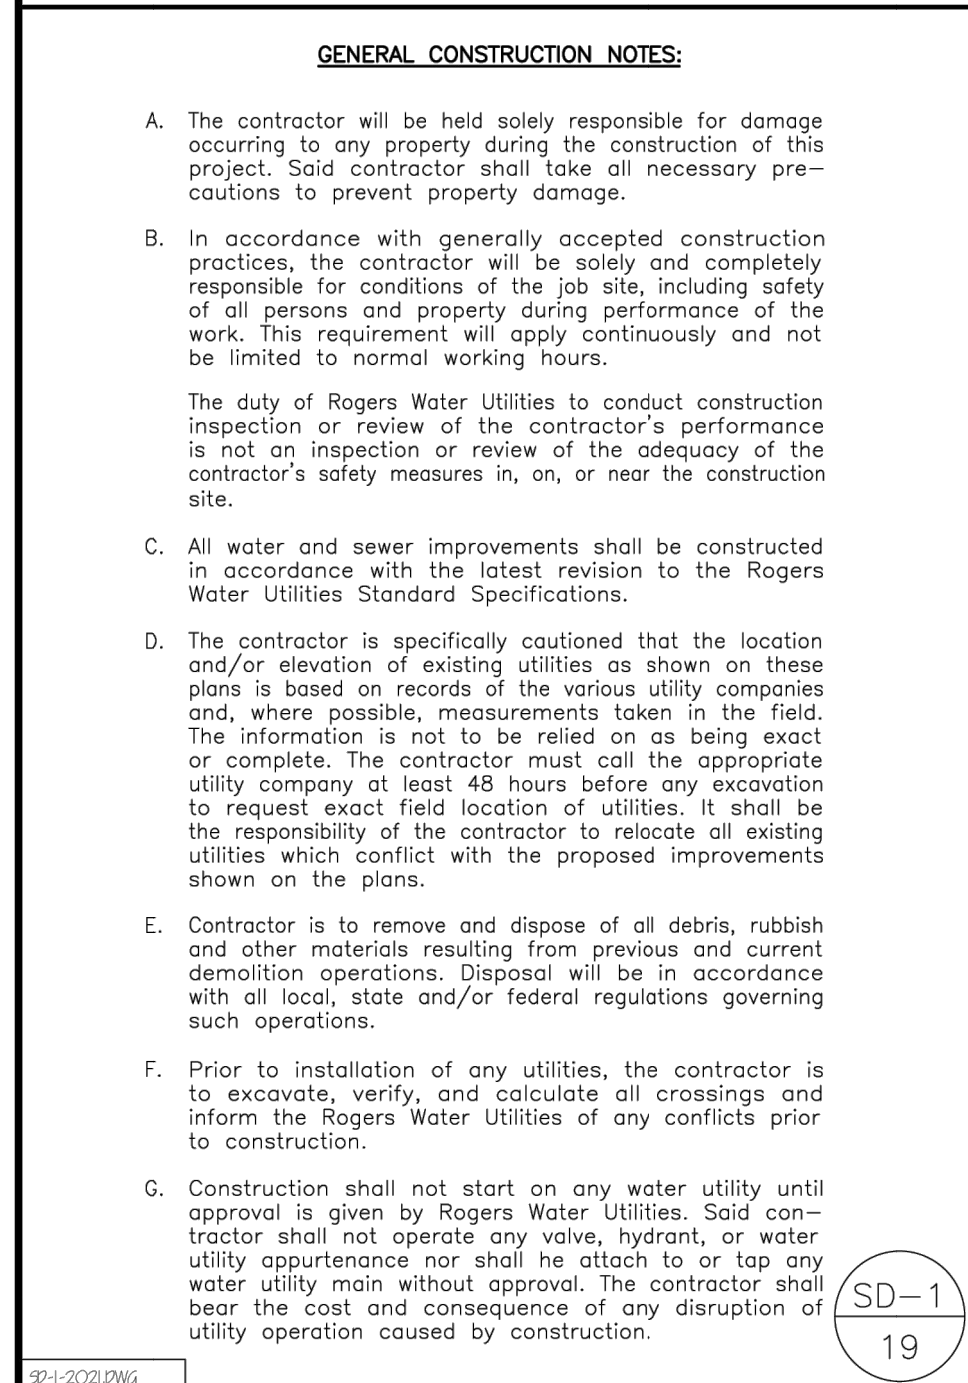 GENERAL CONSTRUCTION NOTES:
A. The contractor will be held solely responsible for damage
occurring to any property during the construction of this
project. Said contractor shall take all necessary pre–
cautions to prevent property damage.
B. In accordance with generally accepted construction
practices, the contractor will be solely and completely
responsible for conditions of the job site, including safety
of all persons and property during performance of the
work. This requirement will apply continuously and not
be limited to normal working hours.
The duty of Rogers Water Utilities to conduct construction
inspection or review of the contractor's performance
is not an inspection or review of the adequacy of the
contractor's safety measures in, on, or near the construction
site.
C. All water and sewer improvements shall be constructed
in accordance with the latest revision to the Rogers
Water Utilities Standard Specifications.
D. The contractor is specifically cautioned that the location
and/or elevation of existing utilities as shown on these
plans is based on records of the various utility companies
and, where possible, measurements taken in the field.
The information is not to be relied on as being exact
or complete. The contractor must call the appropriate
utility company at least 48 hours before any excavation
to request exact field location of utilities. It shall be
the responsibility of the contractor to relocate all existing
utilities which conflict with the proposed improvements
shown on the plans.
E. Contractor is to remove and dispose of all debris, rubbish
and other materials resulting from previous and current
demolition operations. Disposal will be in accordance
with all local, state and/or federal regulations governing
such operations.
F. Prior to installation of any utilities, the contractor is
to excavate, verify, and calculate all crossings and
inform the Rogers Water Utilities of any conflicts prior
to construction.
G. Construction shall not start on any water utility until
approval is given by Rogers Water Utilities. Said con–
tractor shall not operate any valve, hydrant, or water
utility appurtenance nor shall he attach to or tap any
water utility main without approval. The contractor shall
bear the cost and consequence of any disruption of
utility operation caused by construction.
SD–1
19
SD-1-2021.DWG